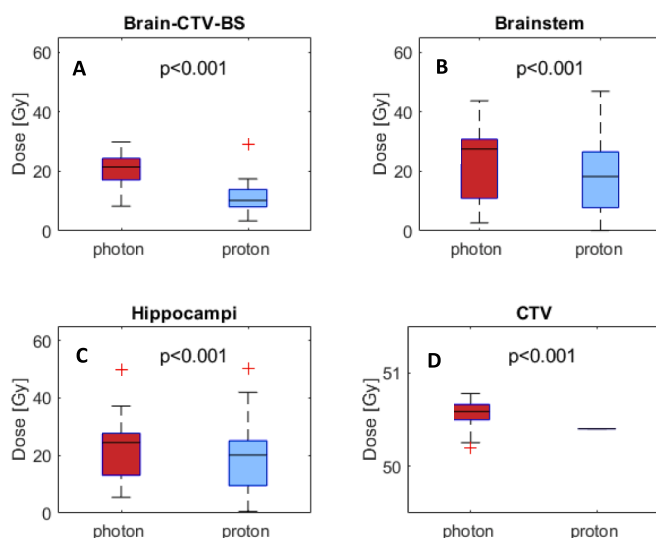 Brain-CTV-BS
A
p<0.001
Dose [Gy]
60
40
20
0
photon
proton
Brainstem
B
p<0.001
Dose [Gy]
60
40
20
0
photon
proton
Hippocampi
C
p<0.001
Dose [Gy]
60
40
20
0
photon
proton
CTV
D
p<0.001
Dose [Gy]
51
50
photon
proton